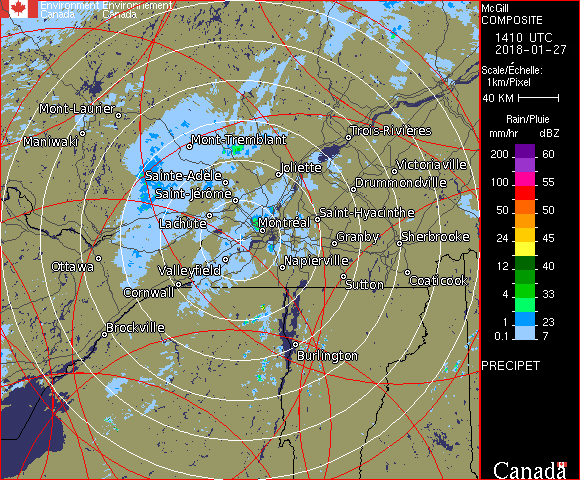 Environment Environnement
Canada Canada
McGill
COMPOSITE
1410 UTC
2018-01-27
Scale/Échelle:
1km/Pixel
40 KM
Rain/Pluie
mm/hr dBZ
200 60
150 57
100 55
50 50
24 45
12 40
4 33
1 23
0.1 7
PRECIPET
Canada
Mont-Laurier
Maniwaki
Mont-Tremblant
Trois-Rivières
Joliette
Victoriaville
Sainte-Adèle
Drummondville
Saint-Jérome
Lachute
Montréal
Saint-Hyacinthe
Granby
Sherbrooke
Ottawa
Valleyfield
Napierville
Cornwall
Sutton
Coaticook
Brockville
Burlington